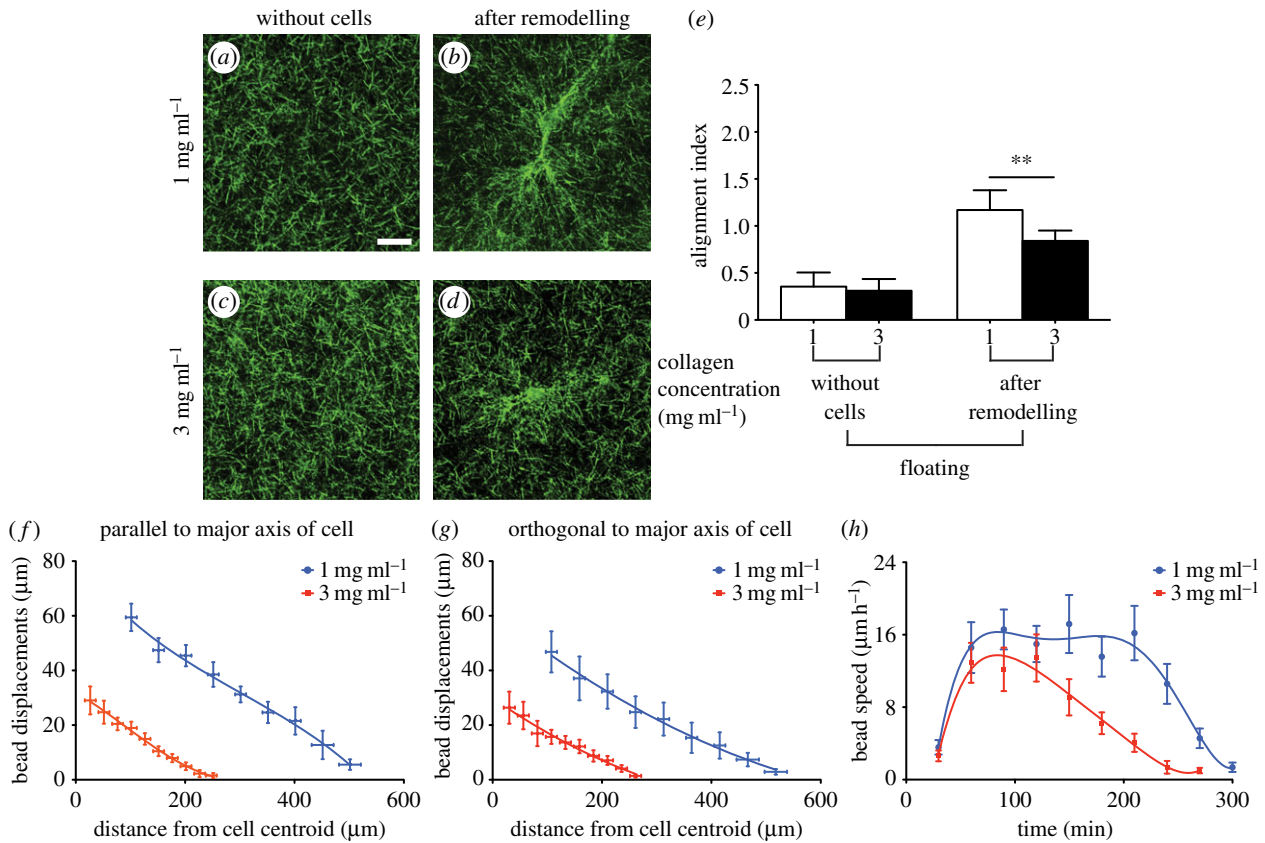 without cells
after remodelling
(e)
(a)
(b)
1 mg ml⁻¹
(c)
(d)
3 mg ml⁻¹
2.5
2.0
1.5
1.0
0.5
0
alignment index
**
1
3
1
3
collagen
concentration
(mg ml⁻¹)
without
cells
after
remodelling
floating
(f)
parallel to major axis of cell
80
60
40
20
0
bead displacements (µm)
1 mg ml⁻¹
3 mg ml⁻¹
200
400
600
distance from cell centroid (µm)
(g)
orthogonal to major axis of cell
80
60
40
20
0
bead displacements (µm)
1 mg ml⁻¹
3 mg ml⁻¹
200
400
600
distance from cell centroid (µm)
(h)
24
16
8
0
bead speed (µm h⁻¹)
1 mg ml⁻¹
3 mg ml⁻¹
0
100
200
300
time (min)